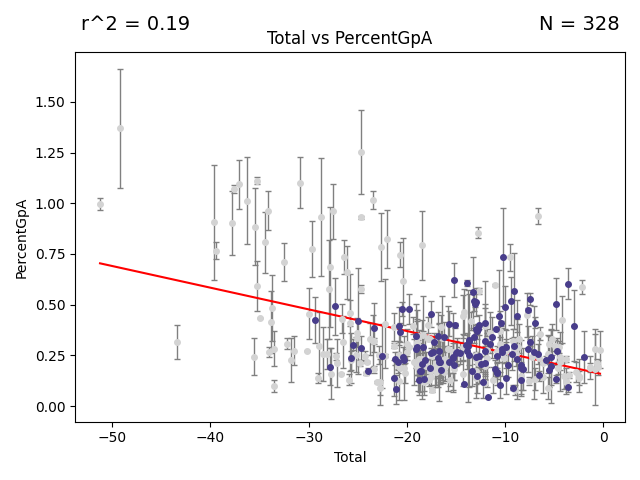 r^2 = 0.19
N = 328
Total vs PercentGpA
PercentGpA
1.50
1.25
1.00
0.75
0.50
0.25
0.00
−50
−40
−30
−20
−10
0
Total